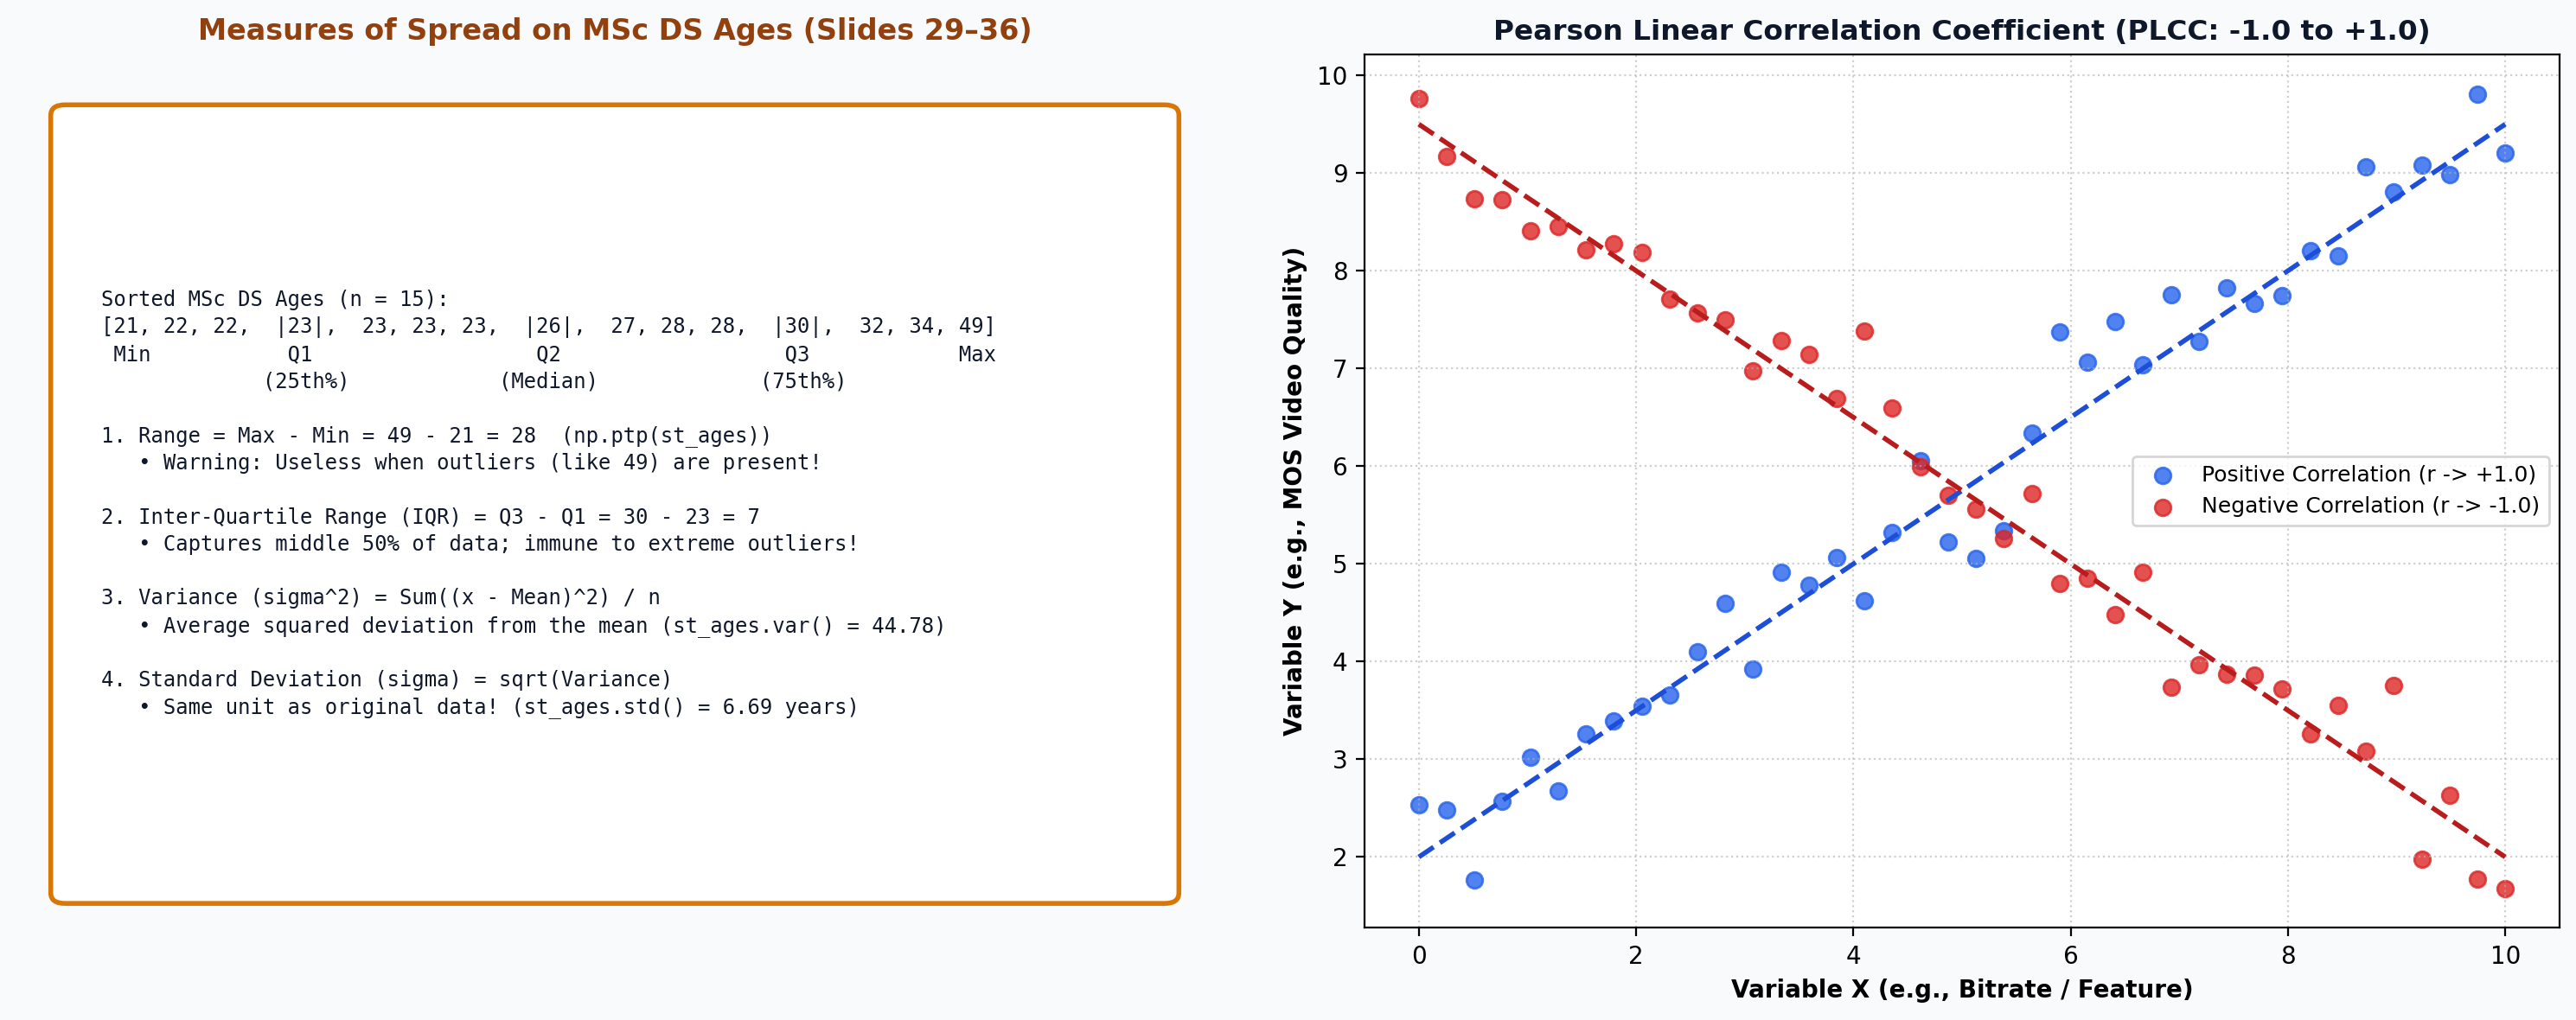 Measures of Spread on MSc DS Ages (Slides 29–36)
Sorted MSc DS Ages (n = 15):
[21, 22, 22,  |23|,  23, 23, 23,  |26|,  27, 28, 28,  |30|,  32, 34, 49]
Min Q1 Q2 Q3 Max
(25th%) (Median) (75th%)
1. Range = Max - Min = 49 - 21 = 28  (np.ptp(st_ages))
• Warning: Useless when outliers (like 49) are present!
2. Inter-Quartile Range (IQR) = Q3 - Q1 = 30 - 23 = 7
• Captures middle 50% of data; immune to extreme outliers!
3. Variance (sigma^2) = Sum((x - Mean)^2) / n
• Average squared deviation from the mean (st_ages.var() = 44.78)
4. Standard Deviation (sigma) = sqrt(Variance)
• Same unit as original data! (st_ages.std() = 6.69 years)
Pearson Linear Correlation Coefficient (PLCC: -1.0 to +1.0)
Variable Y (e.g., MOS Video Quality)
10
9
8
7
6
5
4
3
2
Positive Correlation (r -> +1.0)
Negative Correlation (r -> -1.0)
0 2 4 6 8 10
Variable X (e.g., Bitrate / Feature)